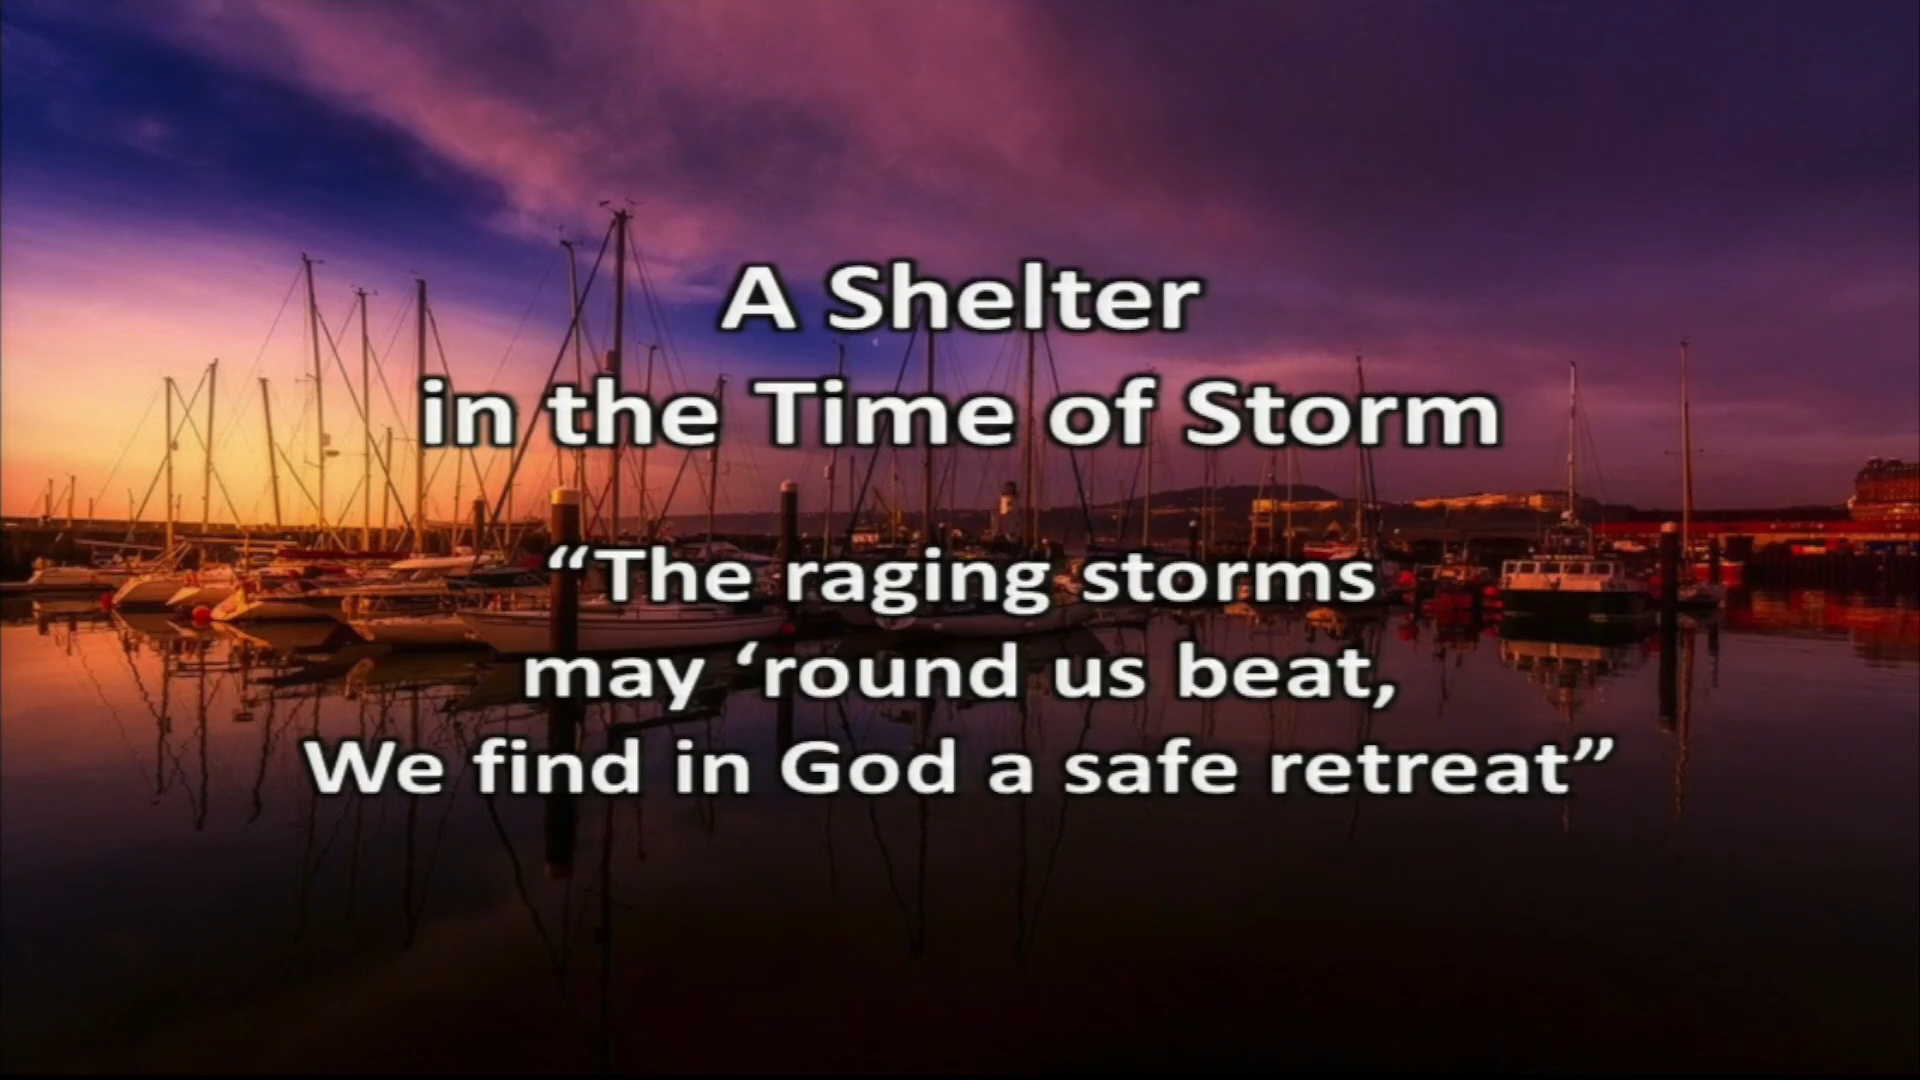 A Shelter
in the Time of Storm
“The raging storms
may ‘round us beat,
We find in God a safe retreat”